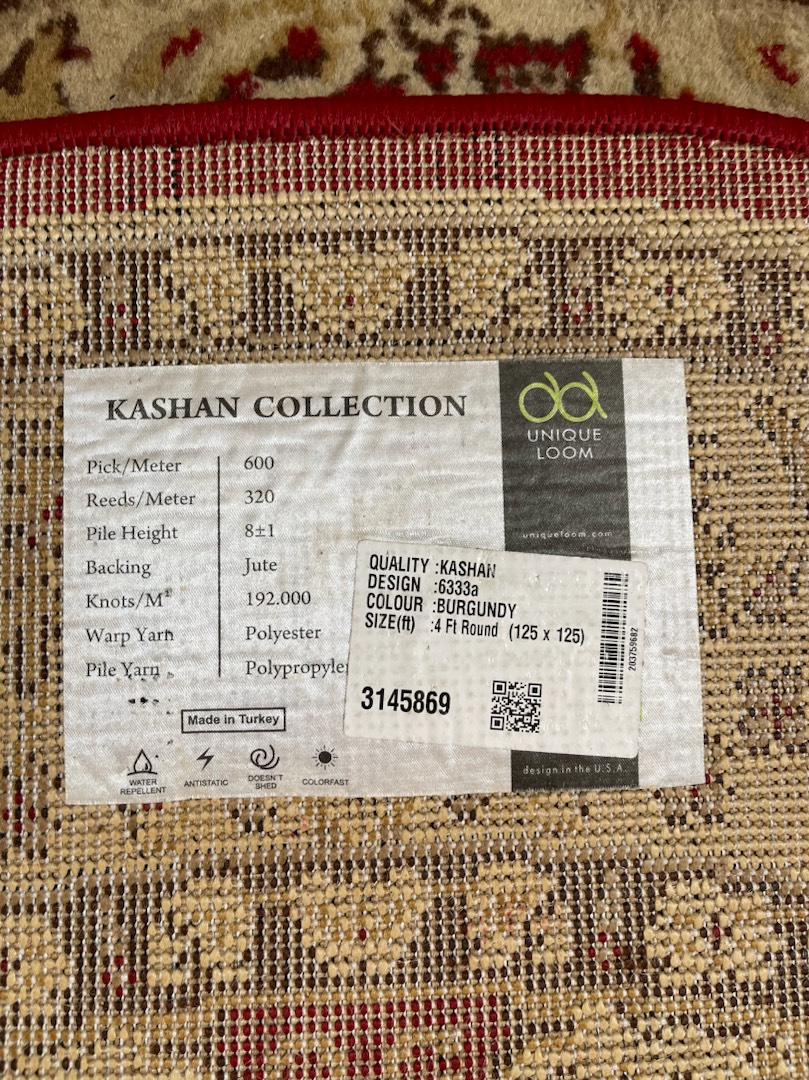 KASHAN COLLECTION
UNIQUE
LOOM
uniqueloom.com
Pick/Meter 600
Reeds/Meter 320
Pile Height 8±1
Backing Jute
Knots/M² 192.000
Warp Yarn Polyester
Pile Yarn Polypropyle
QUALITY :KASHAN
DESIGN :6333a
COLOUR :BURGUNDY
SIZE(ft) :4 Ft Round (125 x 125)
3145869
203759682
Made in Turkey
WATER
REPELLENT
ANTISTATIC
DOESN'T
SHED
COLORFAST
design in the U.S.A.